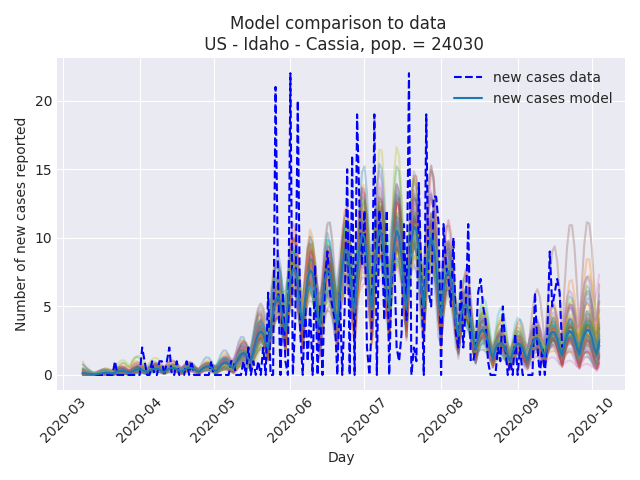 Model comparison to data
US - Idaho - Cassia, pop. = 24030
new cases data
new cases model
Number of new cases reported
20
15
10
5
0
2020-03
2020-04
2020-05
2020-06
2020-07
2020-08
2020-09
2020-10
Day